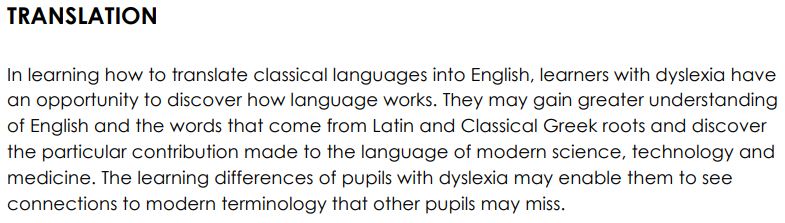 TRANSLATION
In learning how to translate classical languages into English, learners with dyslexia have
an opportunity to discover how language works. They may gain greater understanding
of English and the words that come from Latin and Classical Greek roots and discover
the particular contribution made to the language of modern science, technology and
medicine. The learning differences of pupils with dyslexia may enable them to see
connections to modern terminology that other pupils may miss.